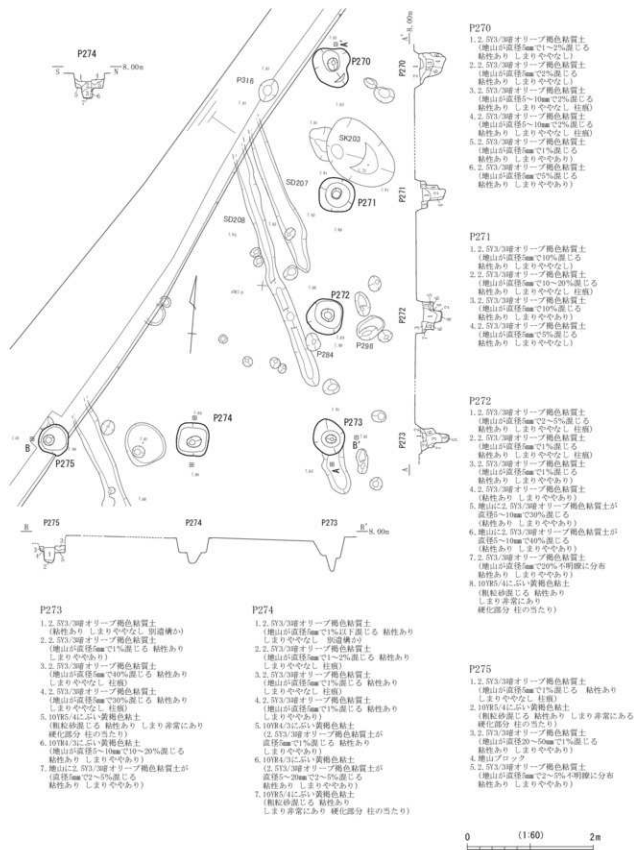 P274
8.00m
S
N
P316
P270
A'
SK203
SD207
P271
SD208
P272
P284
P298
P274
P273
P275
B
B'
A
A'
8.00m
P270
P271
P272
P273
A
B
P275
P274
P273
B'
8.00m
P270
1.2.5Y3/3暗オリーブ褐色粘質土
(地山が直径5㎜で1~2%混じる
粘性あり しまりややなし)
2.2.5Y3/3暗オリーブ褐色粘質土
(地山が直径5㎜で2%混じる
粘性あり しまりややなし)
3.2.5Y3/3暗オリーブ褐色粘質土
(地山が直径5~10㎜で2%混じる
粘性あり しまりややなし 柱痕)
4.2.5Y3/3暗オリーブ褐色粘質土
(地山が直径5~10㎜で2%混じる
粘性あり しまりややなし 柱痕)
5.2.5Y3/3暗オリーブ褐色粘質土
(地山が直径5㎜で1%混じる
粘性あり しまりややあり)
6.2.5Y3/3暗オリーブ褐色粘質土
(地山が直径5㎜で5%混じる
粘性あり しまりややあり)
P271
1.2.5Y3/3暗オリーブ褐色粘質土
(地山が直径5㎜で10%混じる
粘性あり しまりややなし)
2.2.5Y3/3暗オリーブ褐色粘質土
(地山が直径5㎜で10~20%混じる
粘性あり しまりややなし 柱痕)
3.2.5Y3/3暗オリーブ褐色粘質土
(地山が直径5㎜で10%混じる
粘性あり しまりややなし)
4.2.5Y3/3暗オリーブ褐色粘質土
(地山が直径5㎜で5%混じる
粘性あり しまりややなし)
P272
1.2.5Y3/3暗オリーブ褐色粘質土
(地山が直径5㎜で2~5%混じる
粘性あり しまりややなし 柱痕)
2.2.5Y3/3暗オリーブ褐色粘質土
(地山が直径5㎜で1%混じる
粘性あり しまりややなし 柱痕)
3.2.5Y3/3暗オリーブ褐色粘質土
(地山が直径5㎜で1%混じる
粘性あり しまりややあり)
4.2.5Y3/3暗オリーブ褐色粘質土
(粘性あり しまりややあり)
5.地山に2.5Y3/3暗オリーブ褐色粘質土が
直径5~10㎜で30%混じる
(粘性あり しまりややあり)
6.地山に2.5Y3/3暗オリーブ褐色粘質土が
直径5~10㎜で40%混じる
(粘性あり しまりややあり)
7.2.5Y3/3暗オリーブ褐色粘質土
(地山が直径5㎜で20%不明瞭に分布
粘性あり しまりややあり)
8.10YR5/4にぶい黄褐色粘土
(粗粒砂混じる 粘性あり
しまり非常にあり
硬化部分 柱の当たり)
P273
1.2.5Y3/3暗オリーブ褐色粘質土
(粘性あり しまりややなし 別遺構か)
2.2.5Y3/3暗オリーブ褐色粘質土
(地山が直径5㎜で1%混じる 粘性あり
しまりややあり)
3.2.5Y3/3暗オリーブ褐色粘質土
(地山が直径5㎜で40%混じる 粘性あり
しまりややなし 柱痕)
4.2.5Y3/3暗オリーブ褐色粘質土
(地山が直径5㎜で30%混じる 粘性あり
しまりややなし 柱痕)
5.10YR5/4にぶい黄褐色粘土
(粗粒砂混じる 粘性あり しまり非常にあり
硬化部分 柱の当たり)
6.10YR4/3にぶい黄褐色粘土
(地山が直径5~10㎜で10~20%混じる
粘性あり しまりややあり)
7.地山に2.5Y3/3暗オリーブ褐色粘質土が
(直径5㎜で2~5%混じる
粘性あり しまりややあり)
P274
1.2.5Y3/3暗オリーブ褐色粘質土
(地山が直径5㎜で1%以下混じる 粘性あり
しまりややなし 別遺構か)
2.2.5Y3/3暗オリーブ褐色粘質土
(地山が直径5㎜で1~2%混じる 粘性あり
しまりややなし 柱痕)
3.2.5Y3/3暗オリーブ褐色粘質土
(地山が直径5㎜で1%混じる 粘性あり
しまりややなし 柱痕)
4.2.5Y3/3暗オリーブ褐色粘質土
(地山が直径5㎜で1%混じる 粘性あり
しまりややあり)
5.10YR4/3にぶい黄褐色粘土
(2.5Y3/3暗オリーブ褐色粘質土が
直径5㎜で1%混じる 粘性あり
しまりややあり)
6.10YR4/3にぶい黄褐色粘土
(2.5Y3/3暗オリーブ褐色粘質土が
直径5~20㎜で2~5%混じる
粘性あり しまりややあり)
7.10YR5/4にぶい黄褐色粘土
(粗粒砂混じる 粘性あり
しまり非常にあり 硬化部分 柱の当たり)
P275
1.2.5Y3/3暗オリーブ褐色粘質土
(地山が直径5㎜で1%混じる 粘性あり
しまりややあり)
2.10YR5/4にぶい黄褐色粘土
(粗粒砂混じる 粘性あり しまり非常にある
硬化部分 柱の当たり)
3.2.5Y3/3暗オリーブ褐色粘質土
(地山が直径20~50㎜で1%混じる
粘性あり しまりややあり)
4.地山ブロック
5.2.5Y3/3暗オリーブ褐色粘質土
(地山が直径5㎜で2~5%不明瞭に分布
粘性あり しまりややあり)
0 (1:60) 2m